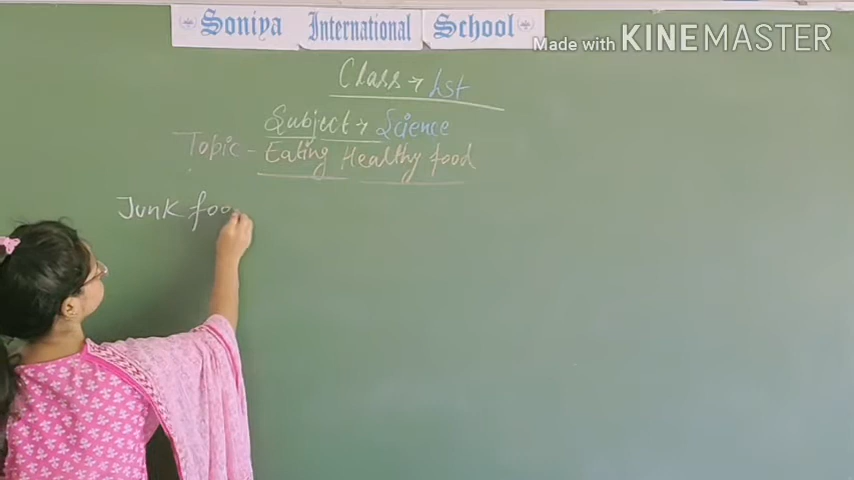 Soniya International School
Made with KINEMASTER
Class → Ist
Subject → Science
Topic - Eating Healthy food
Junk foo